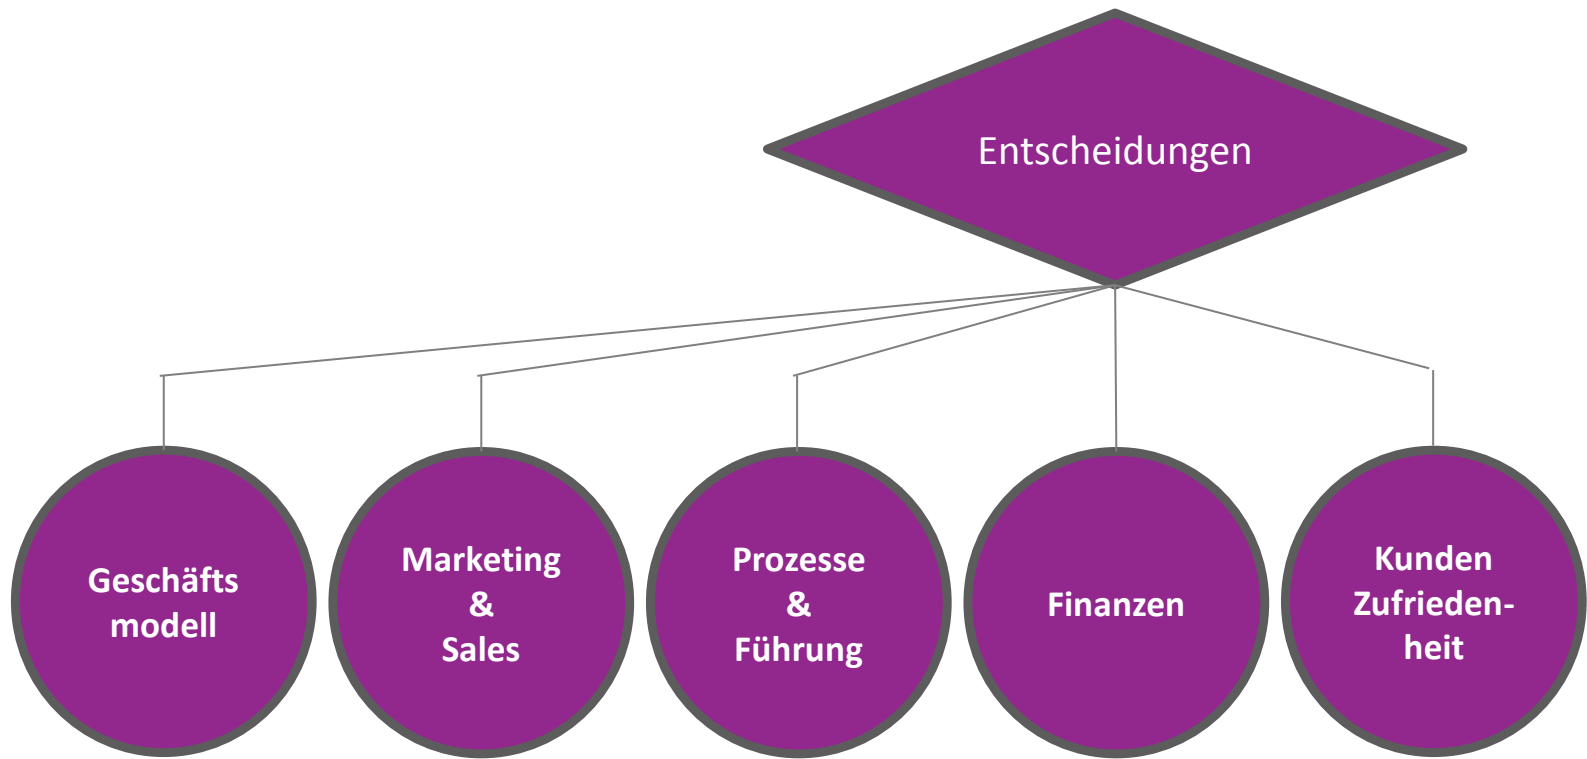 Entscheidungen
Geschäfts
modell
Marketing
&
Sales
Prozesse
&
Führung
Finanzen
Kunden
Zufrieden-
heit